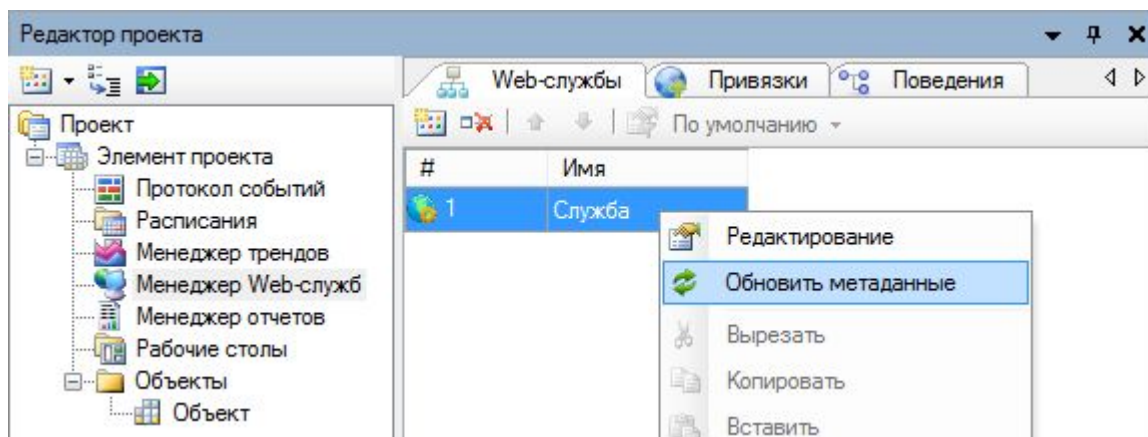 Редактор проекта
Web-службы Привязки Поведения
По умолчанию
Проект
Элемент проекта
Протокол событий
Расписания
Менеджер трендов
Менеджер Web-служб
Менеджер отчетов
Рабочие столы
Объекты
Объект
# Имя
1 Служба
Редактирование
Обновить метаданные
Вырезать
Копировать
Вставить